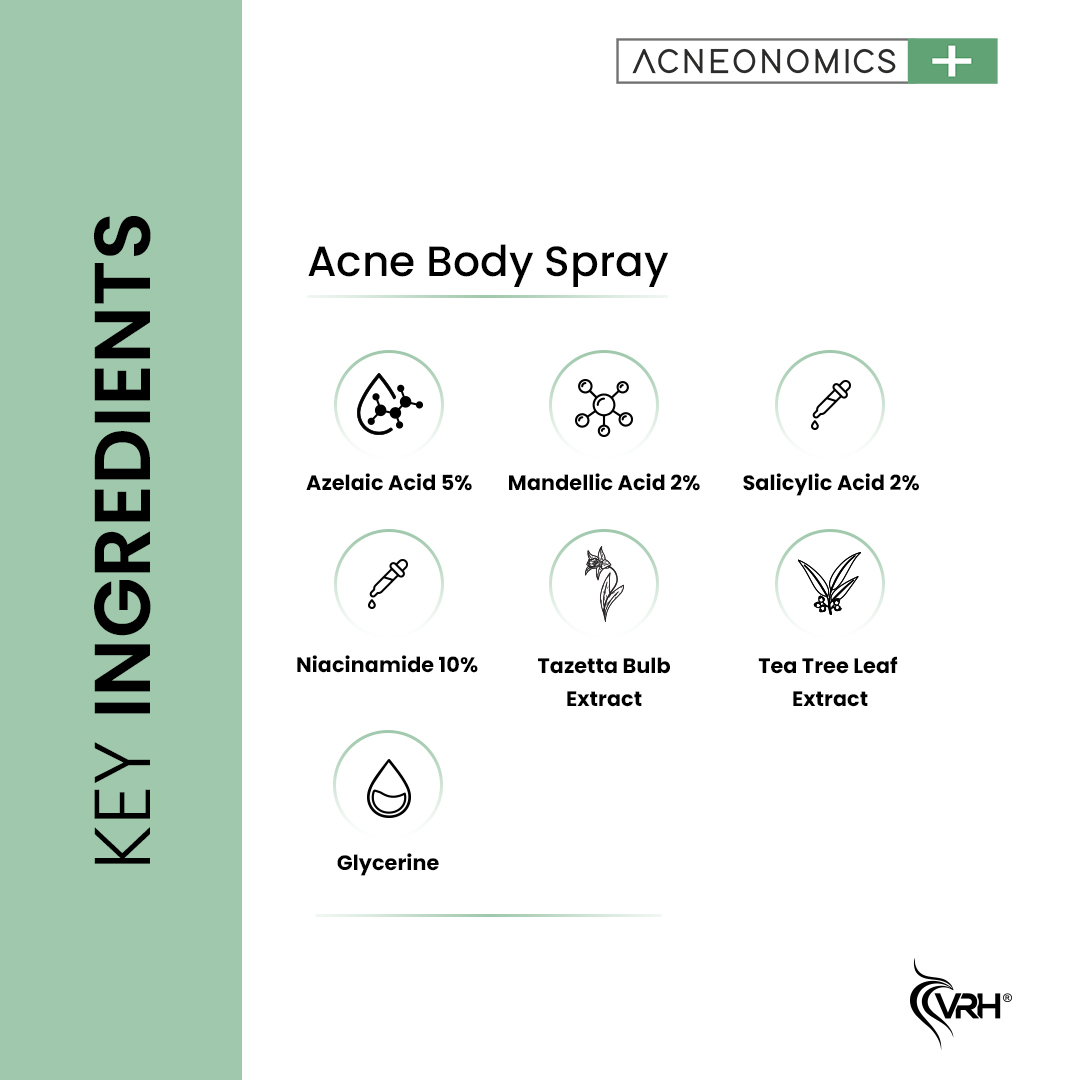 ACNEONOMICS +
KEY INGREDIENTS
Acne Body Spray
Azelaic Acid 5%
Mandellic Acid 2%
Salicylic Acid 2%
Niacinamide 10%
Tazetta Bulb
Extract
Tea Tree Leaf
Extract
Glycerine
VRH®